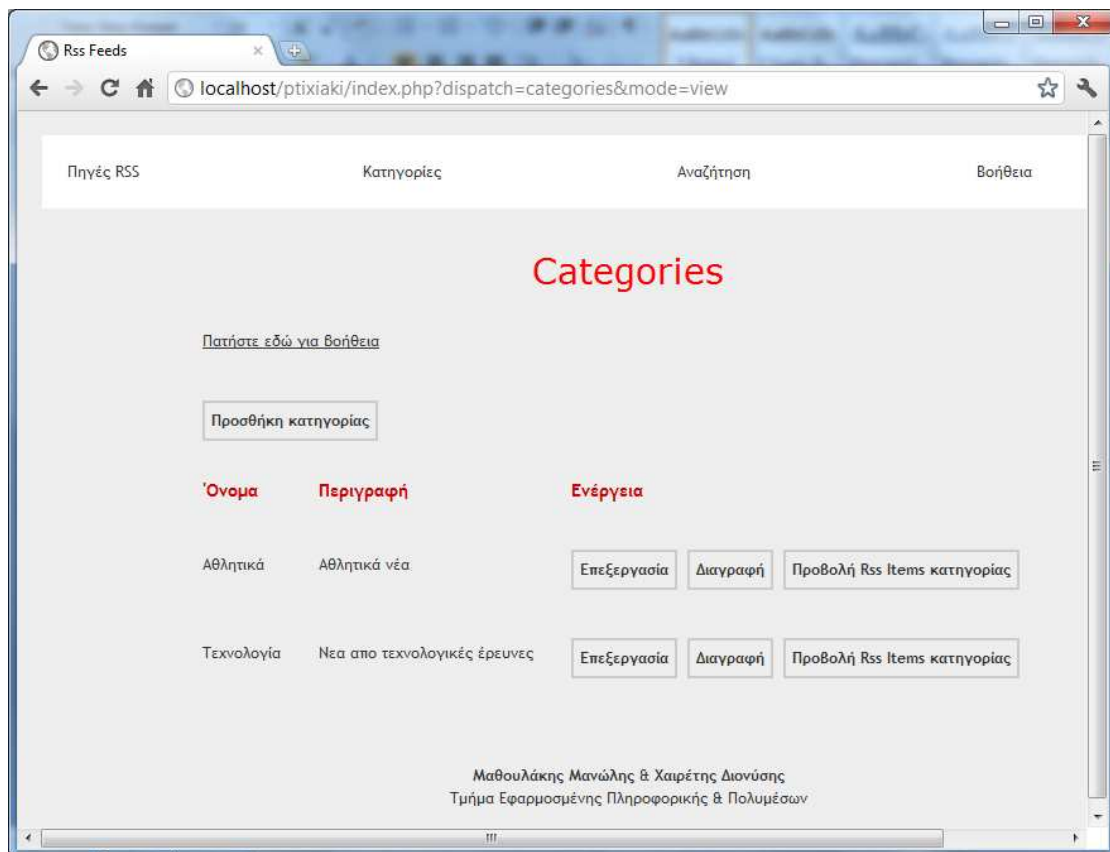 Rss Feeds
localhost/ptixiaki/index.php?dispatch=categories&mode=view
Πηγές RSS Κατηγορίες Αναζήτηση Βοήθεια
Categories
Πατήστε εδώ για βοήθεια
Προσθήκη κατηγορίας
Όνομα Περιγραφή Ενέργεια
Αθλητικά Αθλητικά νέα Επεξεργασία Διαγραφή Προβολή Rss Items κατηγορίας
Τεχνολογία Νεα απο τεχνολογικές έρευνες Επεξεργασία Διαγραφή Προβολή Rss Items κατηγορίας
Μαθουλάκης Μανώλης & Χαιρέτης Διονύσης
Τμήμα Εφαρμοσμένης Πληροφορικής & Πολυμέσων